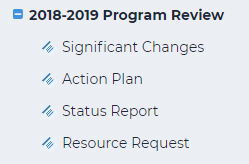 2018-2019 Program Review
Significant Changes
Action Plan
Status Report
Resource Request